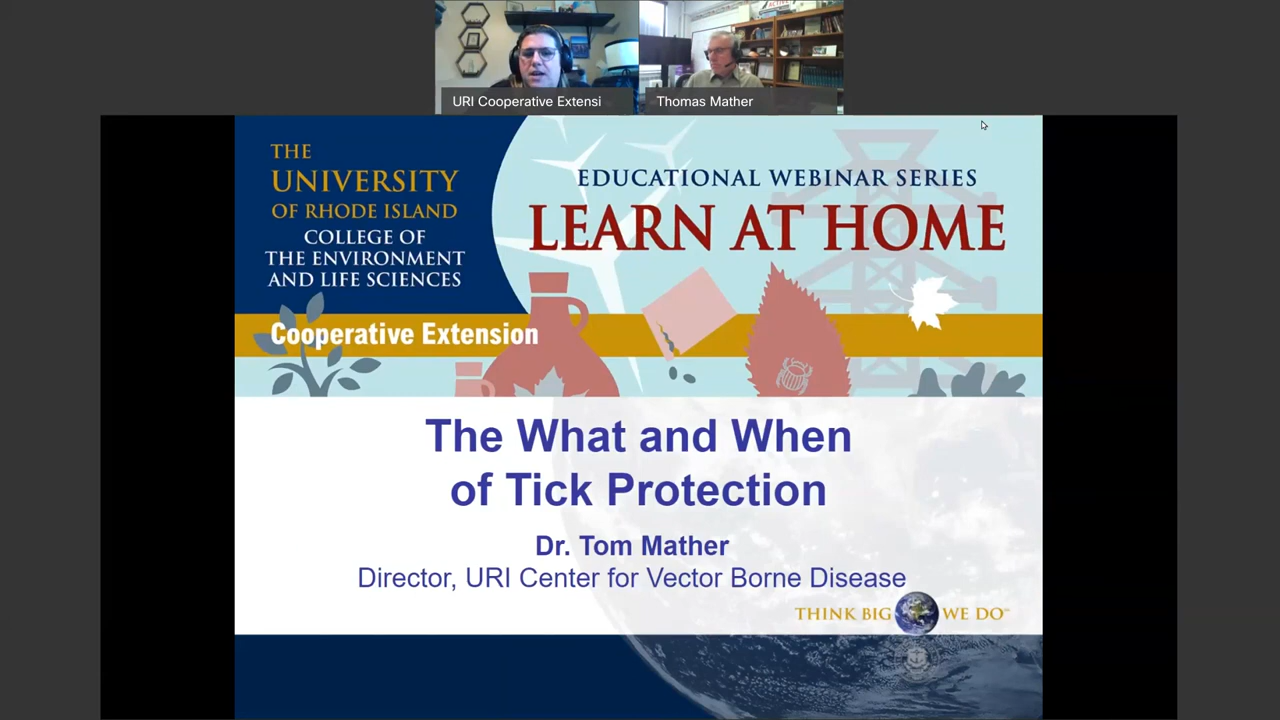 URI Cooperative Extensi
Thomas Mather
THE
UNIVERSITY
OF RHODE ISLAND
COLLEGE OF
THE ENVIRONMENT
AND LIFE SCIENCES
EDUCATIONAL WEBINAR SERIES
LEARN AT HOME
Cooperative Extension
The What and When
of Tick Protection
Dr. Tom Mather
Director, URI Center for Vector Borne Disease
THINK BIG WE DO℠